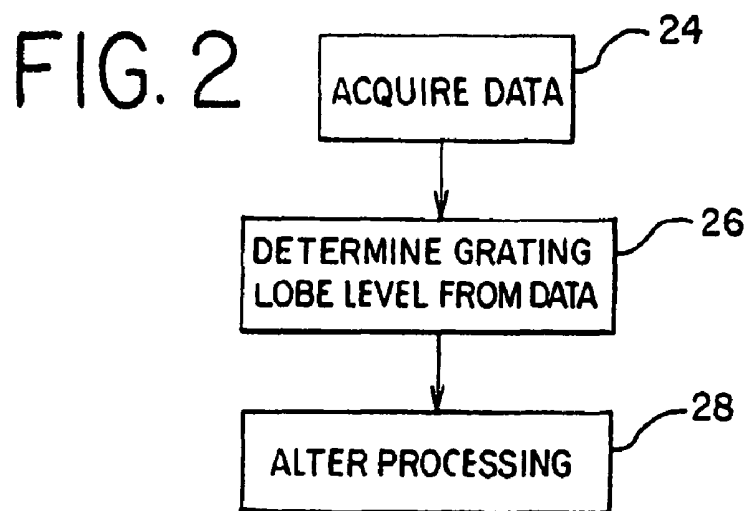 FIG. 2
24
ACQUIRE DATA
26
DETERMINE GRATING
LOBE LEVEL FROM DATA
28
ALTER PROCESSING